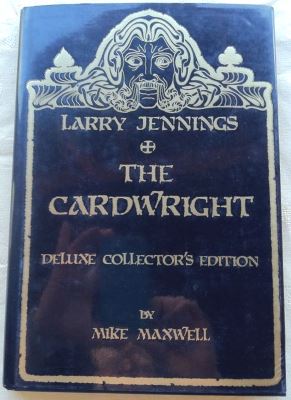 LARRY JENNINGS
THE
CARDWRIGHT
DELUXE COLLECTOR'S EDITION
BY
MIKE MAXWELL